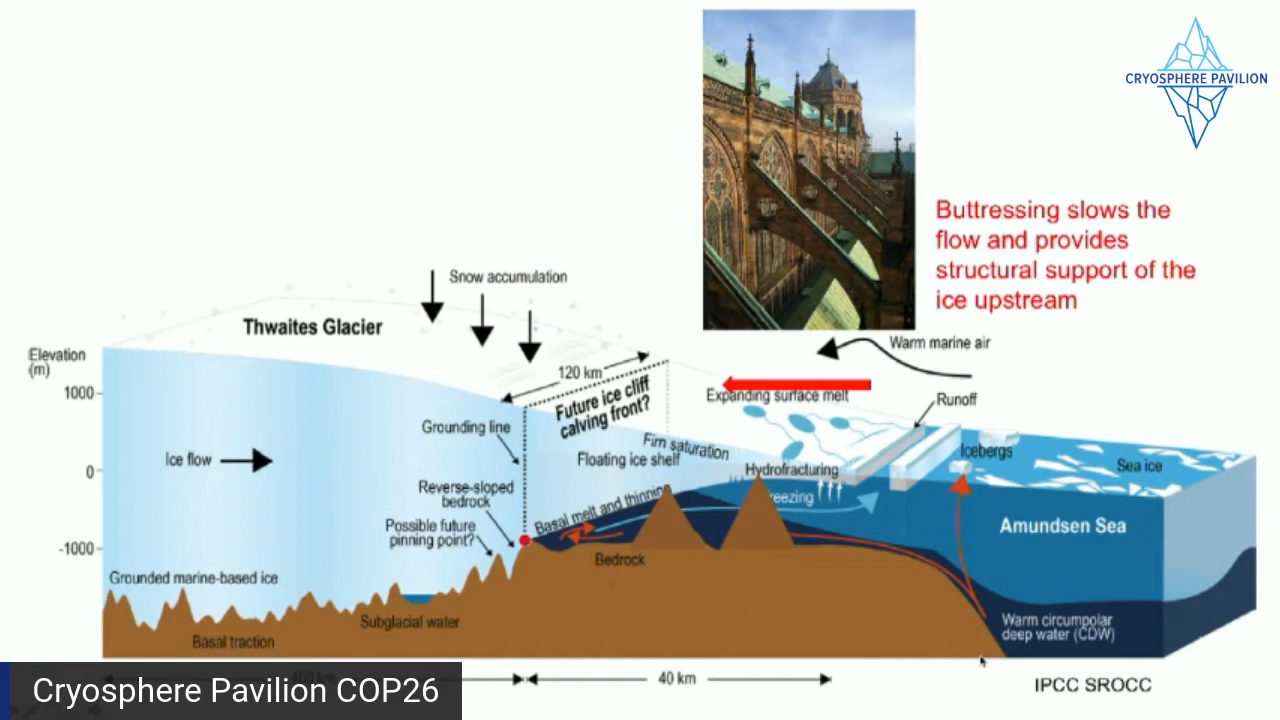 CRYOSPHERE PAVILION
Buttressing slows the
flow and provides
structural support of the
ice upstream
Snow accumulation
Thwaites Glacier
Warm marine air
Elevation
(m)
120 km
1000
Expanding surface melt
Runoff
Future ice cliff
calving front?
Grounding line
Firn saturation
Icebergs
Ice flow
Floating ice shelf
Hydrofracturing
Sea ice
0
Reverse-sloped
bedrock
Basal melt and thinning
Possible future
pinning point?
Amundsen Sea
-1000
Bedrock
Grounded marine-based ice
Subglacial water
Warm circumpolar
deep water (CDW)
Basal traction
40 km
IPCC SROCC
Cryosphere Pavilion COP26